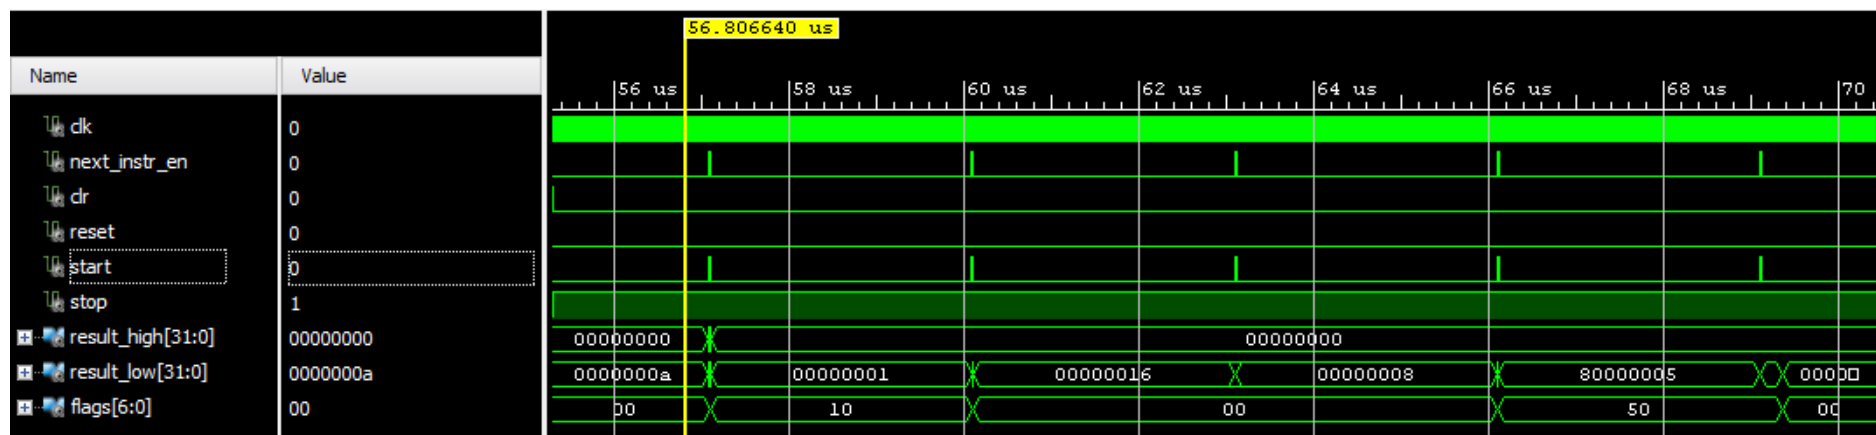 56.806640 us
Name Value
56 us 58 us 60 us 62 us 64 us 66 us 68 us 70
clk 0
next_instr_en 0
clr 0
reset 0
start 0
stop 1
result_high[31:0] 00000000 00000000 00000000
result_low[31:0] 0000000a 0000000a 00000001 00000016 00000008 80000005 0000
flags[6:0] 00 00 10 00 50 00